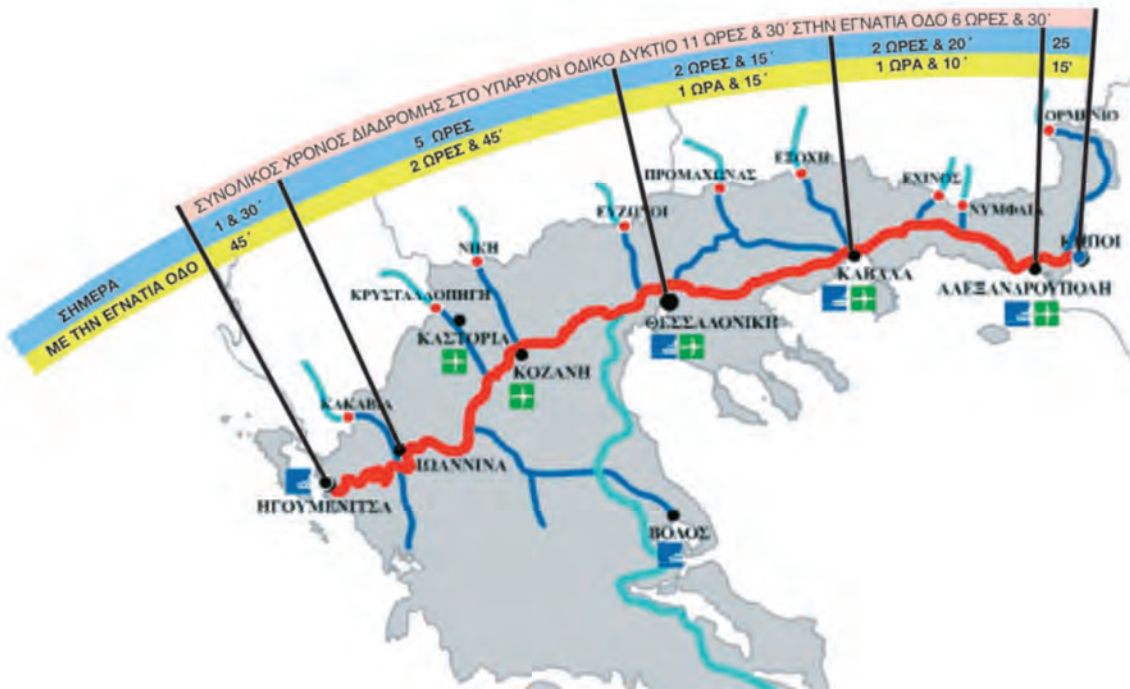 ΣΥΝΟΛΙΚΟΣ ΧΡΟΝΟΣ ΔΙΑΔΡΟΜΗΣ ΣΤΟ ΥΠΑΡΧΟΝ ΟΔΙΚΟ ΔΥΚΤΙΟ 11 ΩΡΕΣ & 30΄ ΣΤΗΝ ΕΓΝΑΤΙΑ ΟΔΟ 6 ΩΡΕΣ & 30΄
ΣΗΜΕΡΑ 1 & 30΄ 5 ΩΡΕΣ 2 ΩΡΕΣ & 15΄ 2 ΩΡΕΣ & 20΄ 25
ΜΕ ΤΗΝ ΕΓΝΑΤΙΑ ΟΔΟ 45΄ 2 ΩΡΕΣ & 45΄ 1 ΩΡΑ & 15΄ 1 ΩΡΑ & 10΄ 15'
ΟΡΜΕΝΙΟ
ΕΞΟΧΗ
ΠΡΟΜΑΧΩΝΑΣ
ΕΧΙΝΟΣ
ΝΥΜΦΑΙΑ
ΕΥΖΩΝΟΙ
ΝΙΚΗ
ΚΗΠΟΙ
ΚΑΒΑΛΑ
ΑΛΕΞΑΝΔΡΟΥΠΟΛΗ
ΚΡΥΣΤΑΛΛΟΠΗΓΗ
ΘΕΣΣΑΛΟΝΙΚΗ
ΚΑΣΤΟΡΙΑ
ΚΟΖΑΝΗ
ΚΑΚΑΒΙΑ
ΙΩΑΝΝΙΝΑ
ΗΓΟΥΜΕΝΙΤΣΑ
ΒΟΛΟΣ